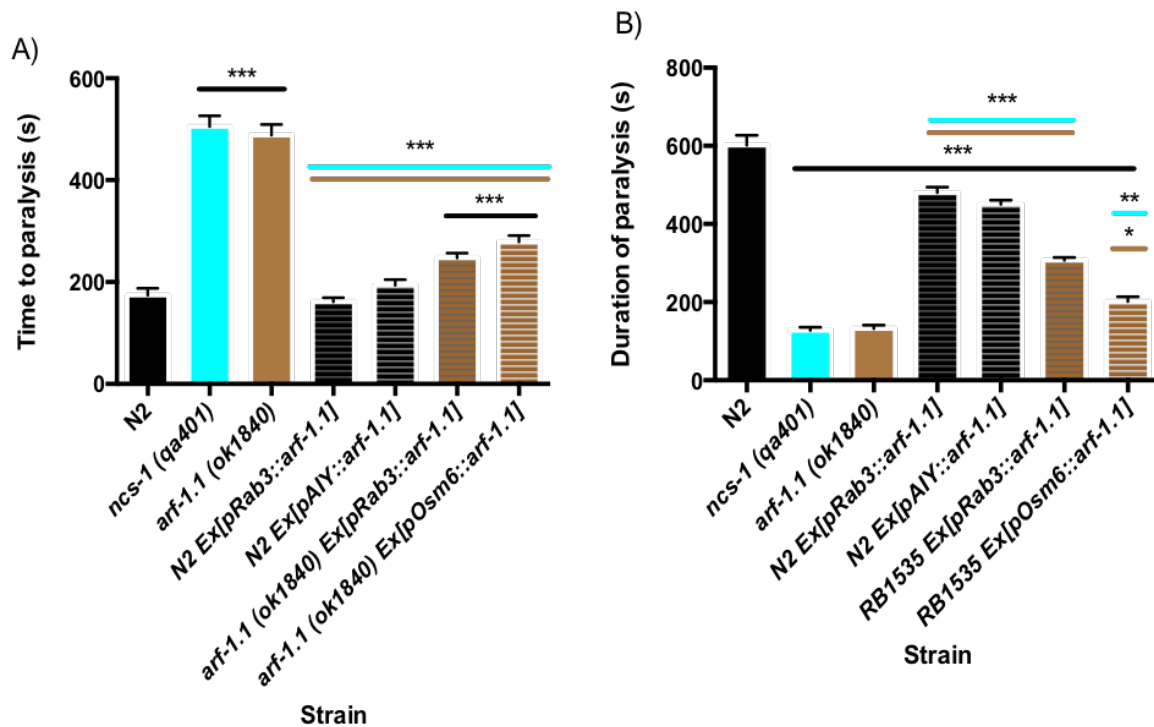 A)
Time to paralysis (s)
600
400
200
0
***
***
***
N2
ncs-1 (qa401)
arf-1.1 (ok1840)
N2 Ex[pRab3::arf-1.1]
N2 Ex[pAIY::arf-1.1]
arf-1.1 (ok1840) Ex[pRab3::arf-1.1]
arf-1.1 (ok1840) Ex[pOsm6::arf-1.1]
Strain
B)
Duration of paralysis (s)
800
600
400
200
0
***
***
**
*
N2
ncs-1 (qa401)
arf-1.1 (ok1840)
N2 Ex[pRab3::arf-1.1]
N2 Ex[pAIY::arf-1.1]
RB1535 Ex[pRab3::arf-1.1]
RB1535 Ex[pOsm6::arf-1.1]
Strain